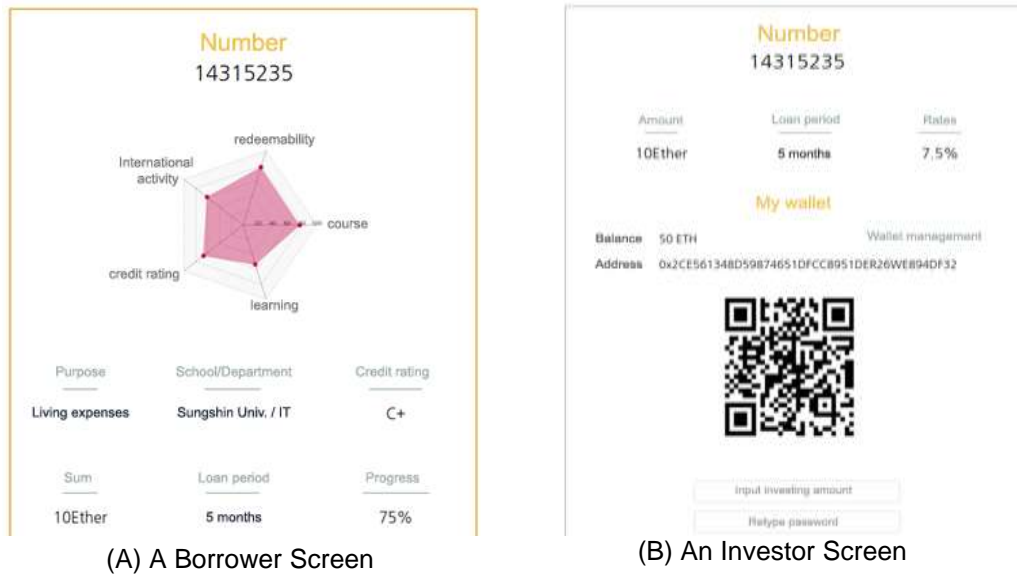 Number
14315235
redeemability
International
activity
course
credit rating
learning
Purpose School/Department Credit rating
Living expenses Sungshin Univ. / IT C+
Sum Loan period Progress
10Ether 5 months 75%
(A) A Borrower Screen
Number
14315235
Amount Loan period Rates
10Ether 5 months 7.5%
My wallet
Balance 50 ETH Wallet management
Address 0x2CE561348D59874651DFCC8951DER26WE894DF32
Input investing amount
Retype password
(B) An Investor Screen